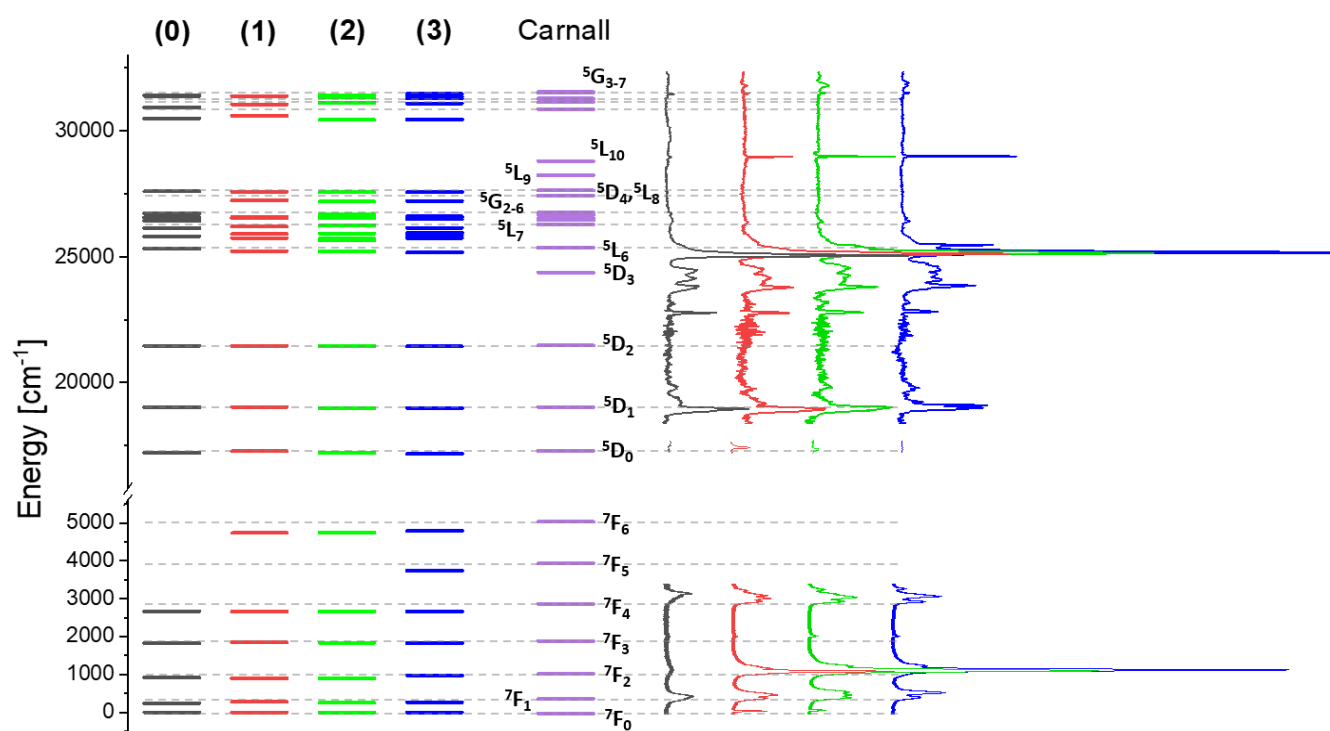 (0) (1) (2) (3) Carnall
⁵G₃₋₇
30000
⁵L₁₀
⁵L₉
⁵D₄,⁵L₈
⁵G₂₋₆
⁵L₇
25000
⁵L₆
⁵D₃
⁵D₂
20000
⁵D₁
⁵D₀
Energy [cm⁻¹]
5000
⁷F₆
4000
⁷F₅
3000
⁷F₄
2000
⁷F₃
1000
⁷F₂
⁷F₁
0
⁷F₀